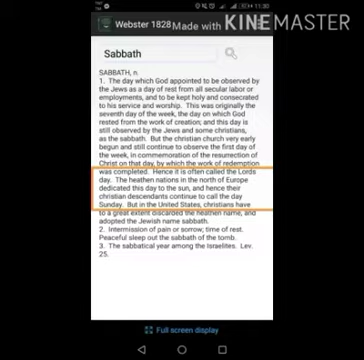 11:30
Webster 1828
Made with
KINEMASTER
Sabbath
SABBATH, n.
1. The day which God appointed to be observed by
the Jews as a day of rest from all secular labor or
employments, and to be kept holy and consecrated
to his service and worship. This was originally the
seventh day of the week, the day on which God
rested from the work of creation; and this day is
still observed by the Jews and some christians,
as the sabbath. But the christian church very early
begun and still continue to observe the first day of
the week, in commemoration of the resurrection of
Christ on that day, by which the work of redemption
was completed. Hence it is often called the Lords
day. The heathen nations in the north of Europe
dedicated this day to the sun, and hence their
christian descendants continue to call the day
Sunday. But in the United States, christians have
to a great extent discarded the heathen name, and
adopted the Jewish name sabbath.
2. Intermission of pain or sorrow; time of rest.
Peaceful sleep out the sabbath of the tomb.
3. The sabbatical year among the Israelites. Lev.
25.
Full screen display